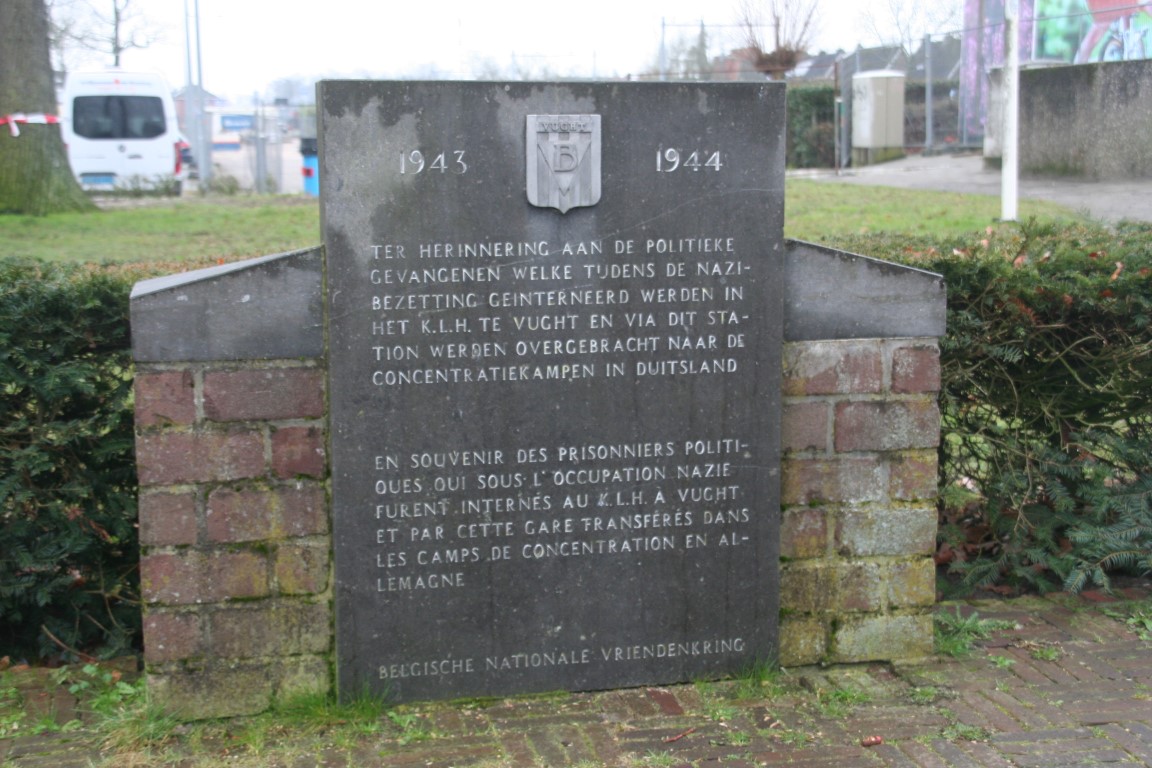 VUGHT
B
1943 1944
TER HERINNERING AAN DE POLITIEKE
GEVANGENEN WELKE TIJDENS DE NAZI-
BEZETTING GEINTERNEERD WERDEN IN
HET K.L.H. TE VUGHT EN VIA DIT STA-
TION WERDEN OVERGEBRACHT NAAR DE
CONCENTRATIEKAMPEN IN DUITSLAND
EN SOUVENIR DES PRISONNIERS POLITI-
QUES QUI SOUS L'OCCUPATION NAZIE
FURENT INTERNÉS AU K.L.H. À VUGHT
ET PAR CETTE GARE TRANSFÉRÉS DANS
LES CAMPS DE CONCENTRATION EN AL-
LEMAGNE
BELGISCHE NATIONALE VRIENDENKRING